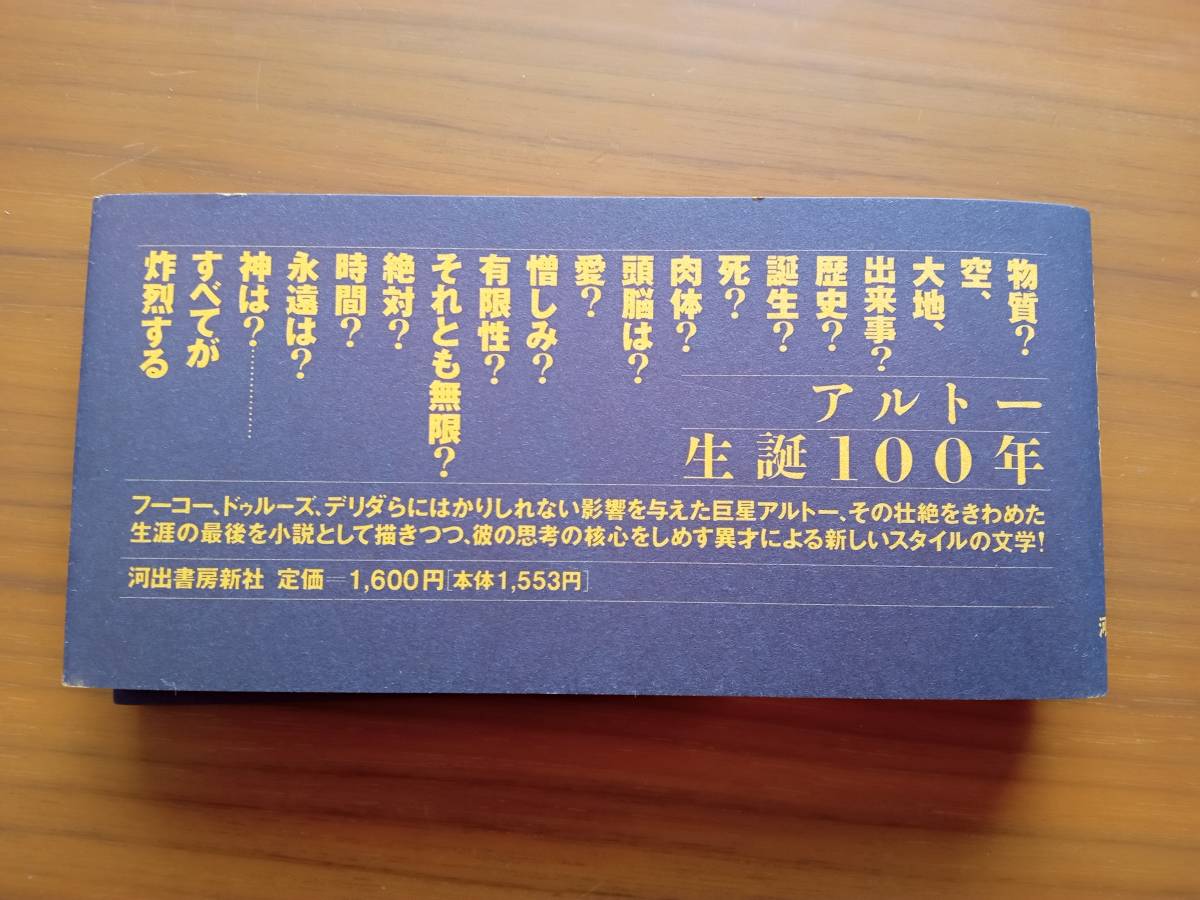 物質？
空、
大地、
出来事？
歴史？
誕生？
死？
肉体？
頭脳は？
愛？
憎しみ？
有限性？
それとも無限？
絶対？
時間？
永遠は？
神は？…………
すべてが
炸烈する
アルトー
生誕100年
フーコー、ドゥルーズ、デリダらにはかりしれない影響を与えた巨星アルトー、その壮絶をきわめた
生涯の最後を小説として描きつつ、彼の思考の核心をしめす異才による新しいスタイルの文学！
河出書房新社 定価―1,600円［本体1,553円］
河